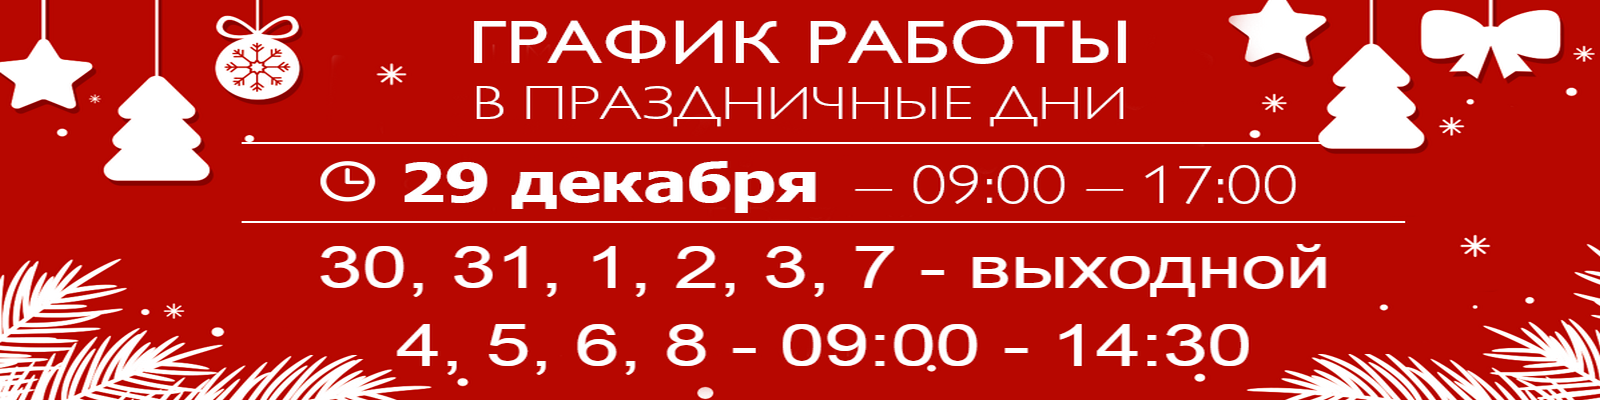 ГРАФИК РАБОТЫ
В ПРАЗДНИЧНЫЕ ДНИ
29 декабря – 09:00 – 17:00
30, 31, 1, 2, 3, 7 - выходной
4, 5, 6, 8 - 09:00 - 14:30